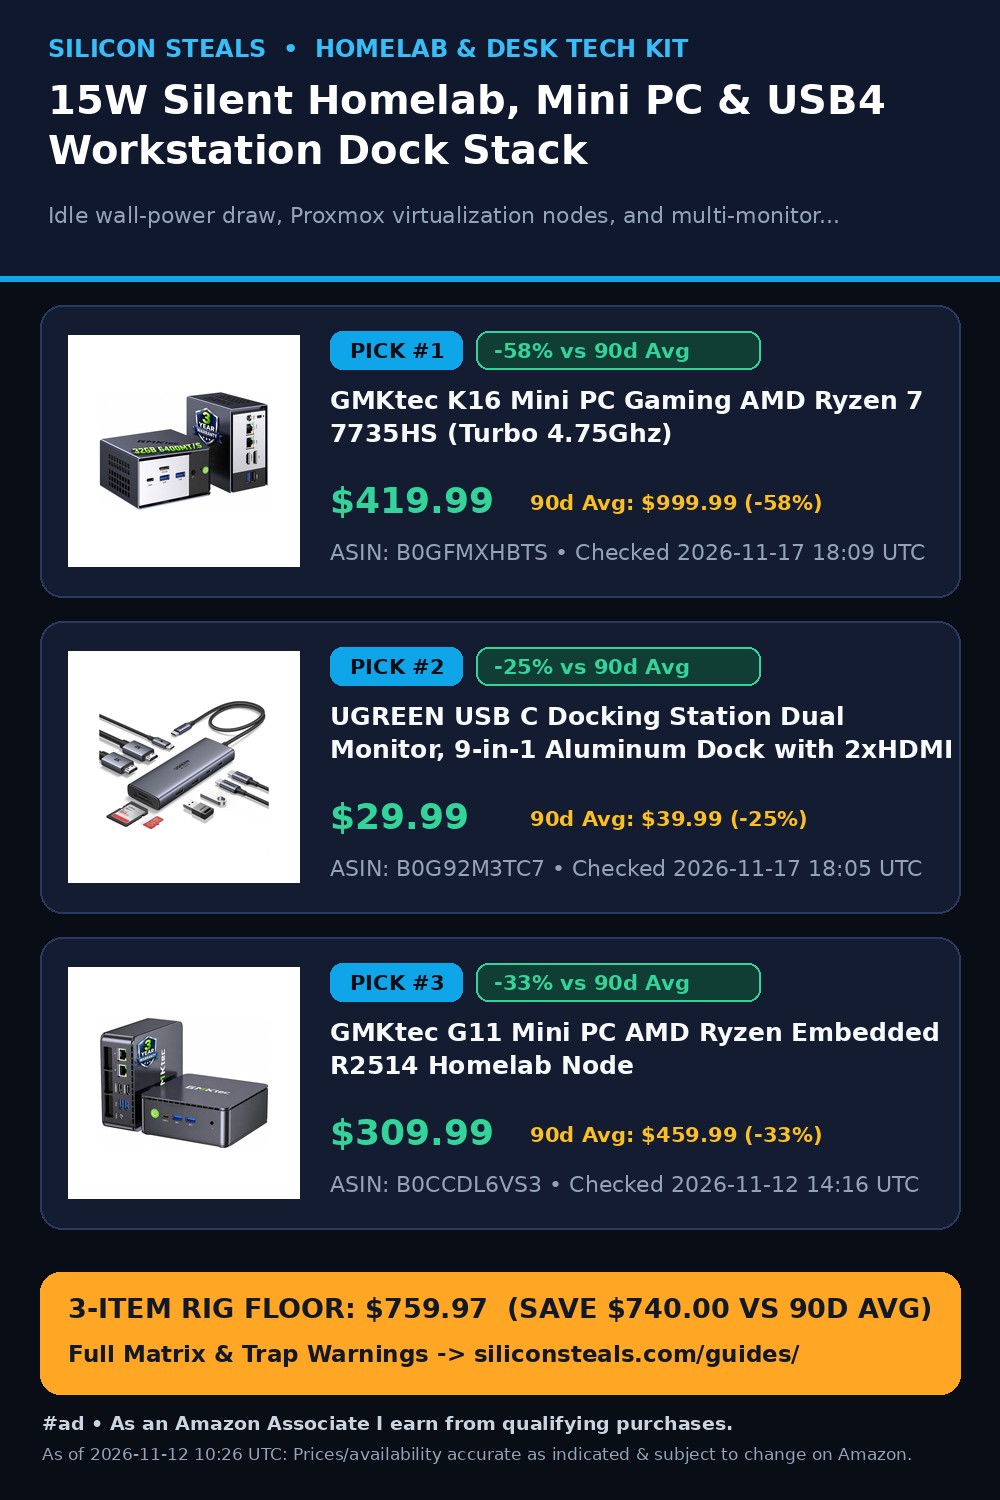 SILICON STEALS • HOMELAB & DESK TECH KIT
15W Silent Homelab, Mini PC & USB4
Workstation Dock Stack
Idle wall-power draw, Proxmox virtualization nodes, and multi-monitor...
PICK #1
-58% vs 90d Avg
GMKtec K16 Mini PC Gaming AMD Ryzen 7
7735HS (Turbo 4.75Ghz)
3
YEAR
WARRANTY
32GB 6400MT/S
$419.99
90d Avg: $999.99 (-58%)
ASIN: B0GFMXHBTS • Checked 2026-11-17 18:09 UTC
PICK #2
-25% vs 90d Avg
UGREEN USB C Docking Station Dual
Monitor, 9-in-1 Aluminum Dock with 2xHDMI
$29.99
90d Avg: $39.99 (-25%)
ASIN: B0G92M3TC7 • Checked 2026-11-17 18:05 UTC
PICK #3
-33% vs 90d Avg
GMKtec G11 Mini PC AMD Ryzen Embedded
R2514 Homelab Node
3
YEAR
WARRANTY
GMKtec
$309.99
90d Avg: $459.99 (-33%)
ASIN: B0CCDL6VS3 • Checked 2026-11-12 14:16 UTC
3-ITEM RIG FLOOR: $759.97 (SAVE $740.00 VS 90D AVG)
Full Matrix & Trap Warnings -> siliconsteals.com/guides/
#ad • As an Amazon Associate I earn from qualifying purchases.
As of 2026-11-12 10:26 UTC: Prices/availability accurate as indicated & subject to change on Amazon.